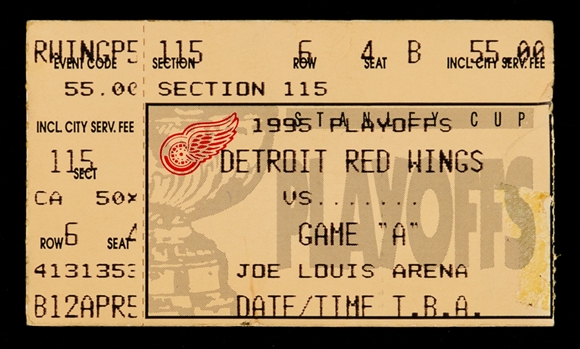 RWINGP5 115 6 4 B 55.00
EVENT CODE SECTION ROW SEAT INCL. CITY SERV. FEE
55.00 SECTION 115
INCL. CITY SERV. FEE
115
SECT
CA 50%
ROW 6 SEAT 4
4131353
B12APR5
STANLEY CUP
1995 PLAYOFFS
DETROIT RED WINGS
PLAYOFFS
VS........
GAME "A"
JOE LOUIS ARENA
DATE/TIME T.B.A.